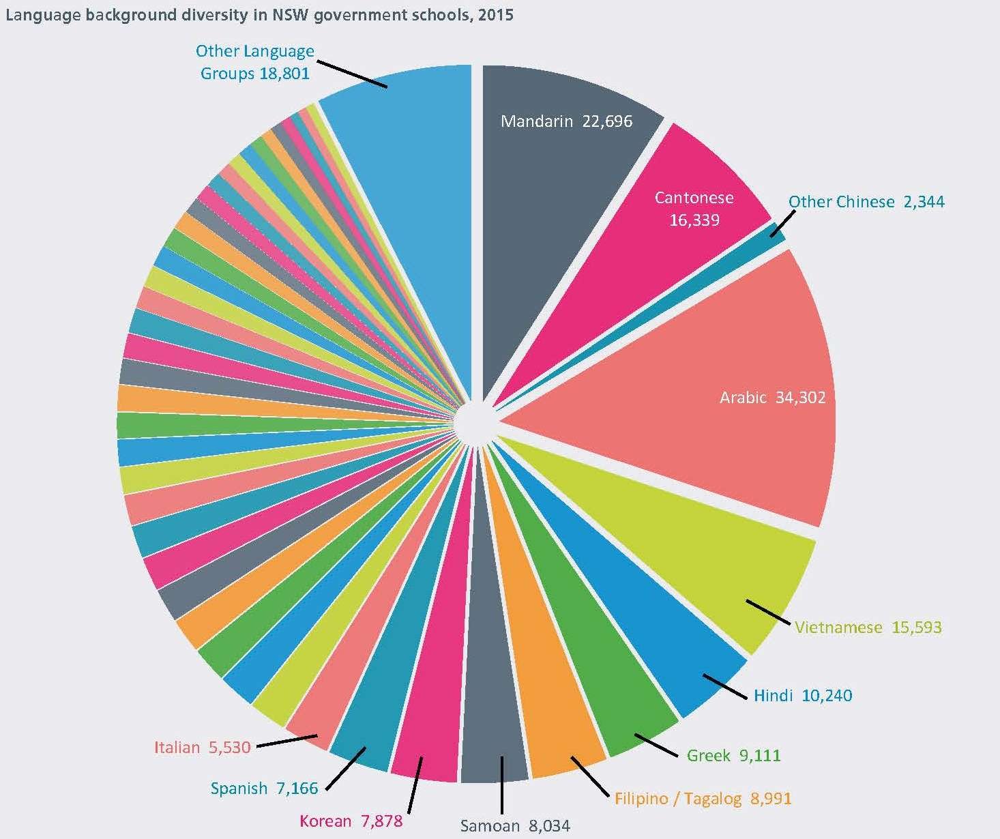 Language background diversity in NSW government schools, 2015
Other Language
Groups 18,801
Mandarin 22,696
Cantonese
16,339
Other Chinese 2,344
Arabic 34,302
Vietnamese 15,593
Hindi 10,240
Greek 9,111
Filipino / Tagalog 8,991
Samoan 8,034
Korean 7,878
Spanish 7,166
Italian 5,530